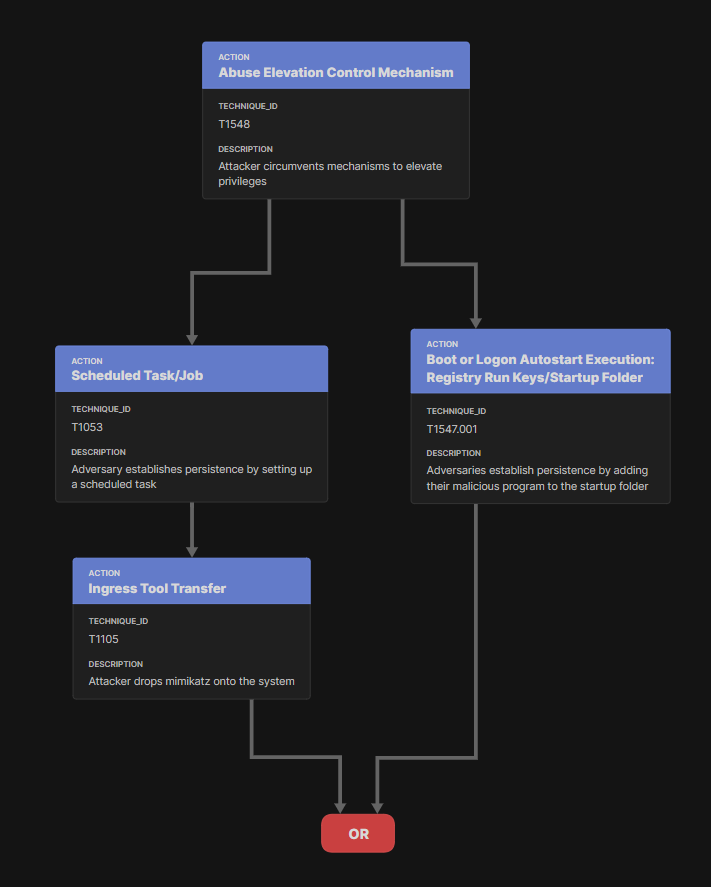 ACTION
Abuse Elevation Control Mechanism
TECHNIQUE_ID
T1548
DESCRIPTION
Attacker circumvents mechanisms to elevate
privileges
ACTION
Scheduled Task/Job
TECHNIQUE_ID
T1053
DESCRIPTION
Adversary establishes persistence by setting up
a scheduled task
ACTION
Boot or Logon Autostart Execution:
Registry Run Keys/Startup Folder
TECHNIQUE_ID
T1547.001
DESCRIPTION
Adversaries establish persistence by adding
their malicious program to the startup folder
ACTION
Ingress Tool Transfer
TECHNIQUE_ID
T1105
DESCRIPTION
Attacker drops mimikatz onto the system
OR